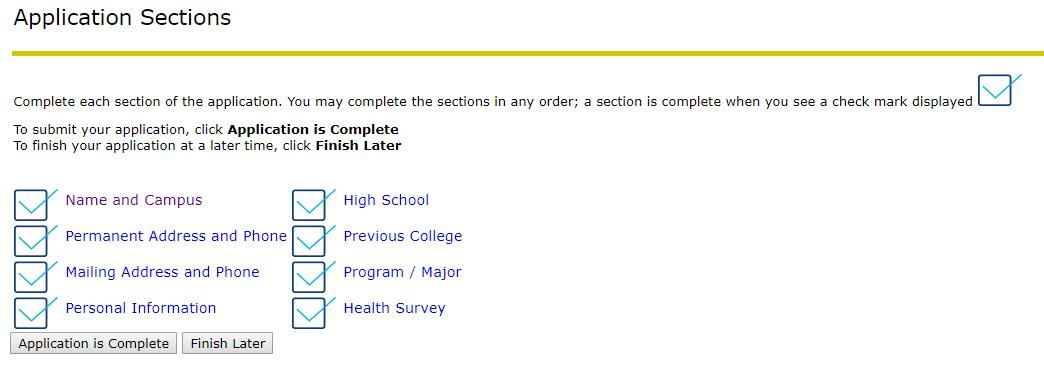 Application Sections
Complete each section of the application. You may complete the sections in any order; a section is complete when you see a check mark displayed
To submit your application, click Application is Complete
To finish your application at a later time, click Finish Later
Name and Campus
High School
Permanent Address and Phone
Previous College
Mailing Address and Phone
Program / Major
Personal Information
Health Survey
Application is Complete
Finish Later